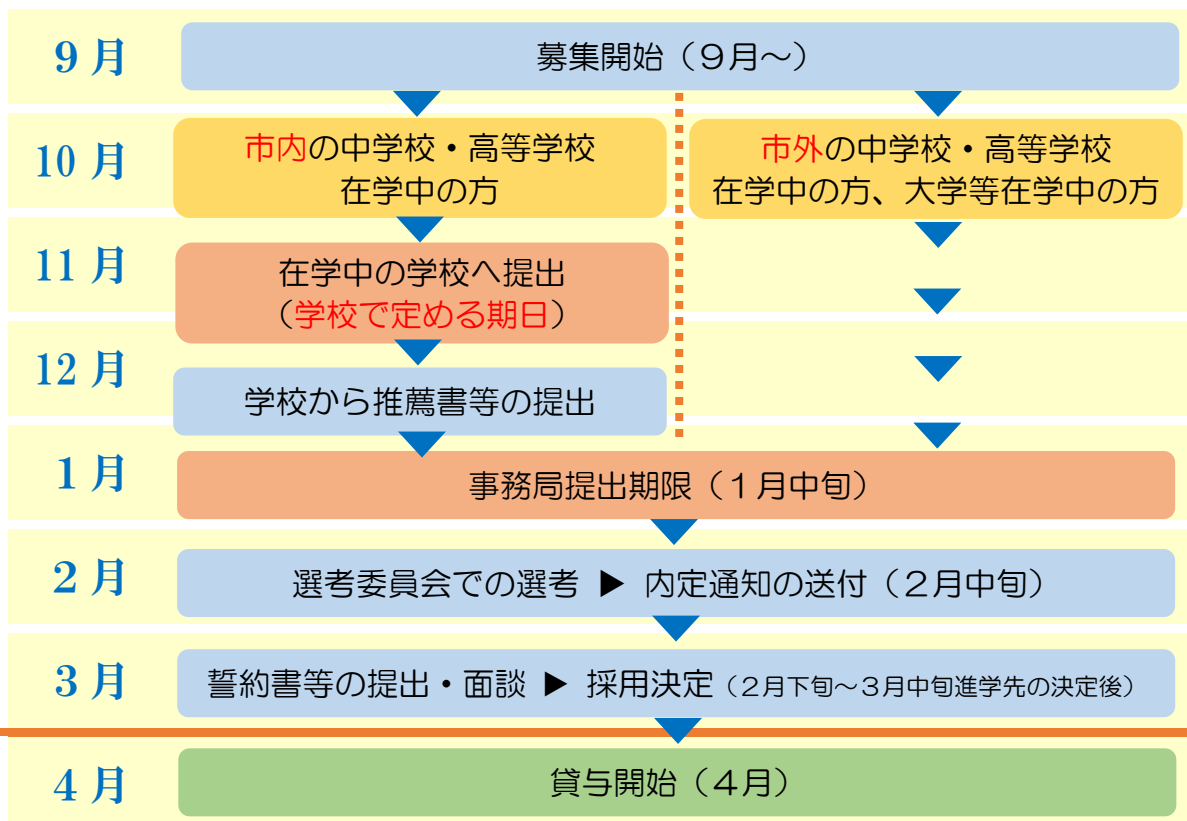 9月
募集開始（9月～）
10月
市内の中学校・高等学校
在学中の方
市外の中学校・高等学校
在学中の方、大学等在学中の方
11月
在学中の学校へ提出
（学校で定める期日）
12月
学校から推薦書等の提出
1月
事務局提出期限（１月中旬）
2月
選考委員会での選考 ▶ 内定通知の送付（２月中旬）
3月
誓約書等の提出・面談 ▶ 採用決定（２月下旬～３月中旬進学先の決定後）
4月
貸与開始（4月）